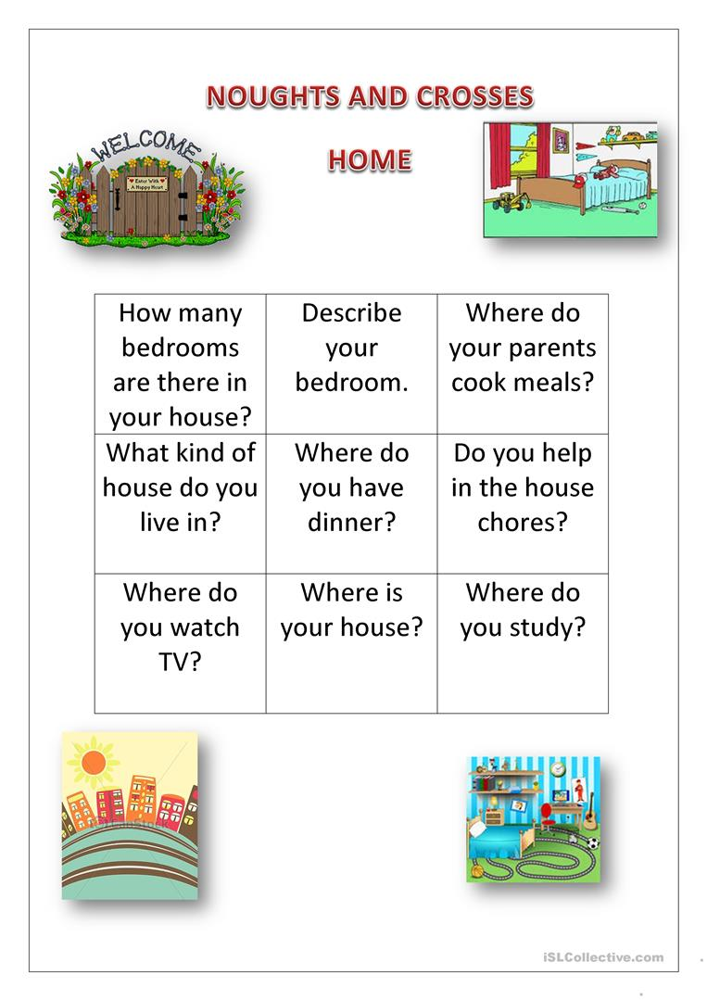 NOUGHTS AND CROSSES
HOME
WELCOME
Enter With
A Happy Heart
How many
bedrooms
are there in
your house?
Describe
your
bedroom.
Where do
your parents
cook meals?
What kind of
house do you
live in?
Where do
you have
dinner?
Do you help
in the house
chores?
Where do
you watch
TV?
Where is
your house?
Where do
you study?
iSLCollective.com